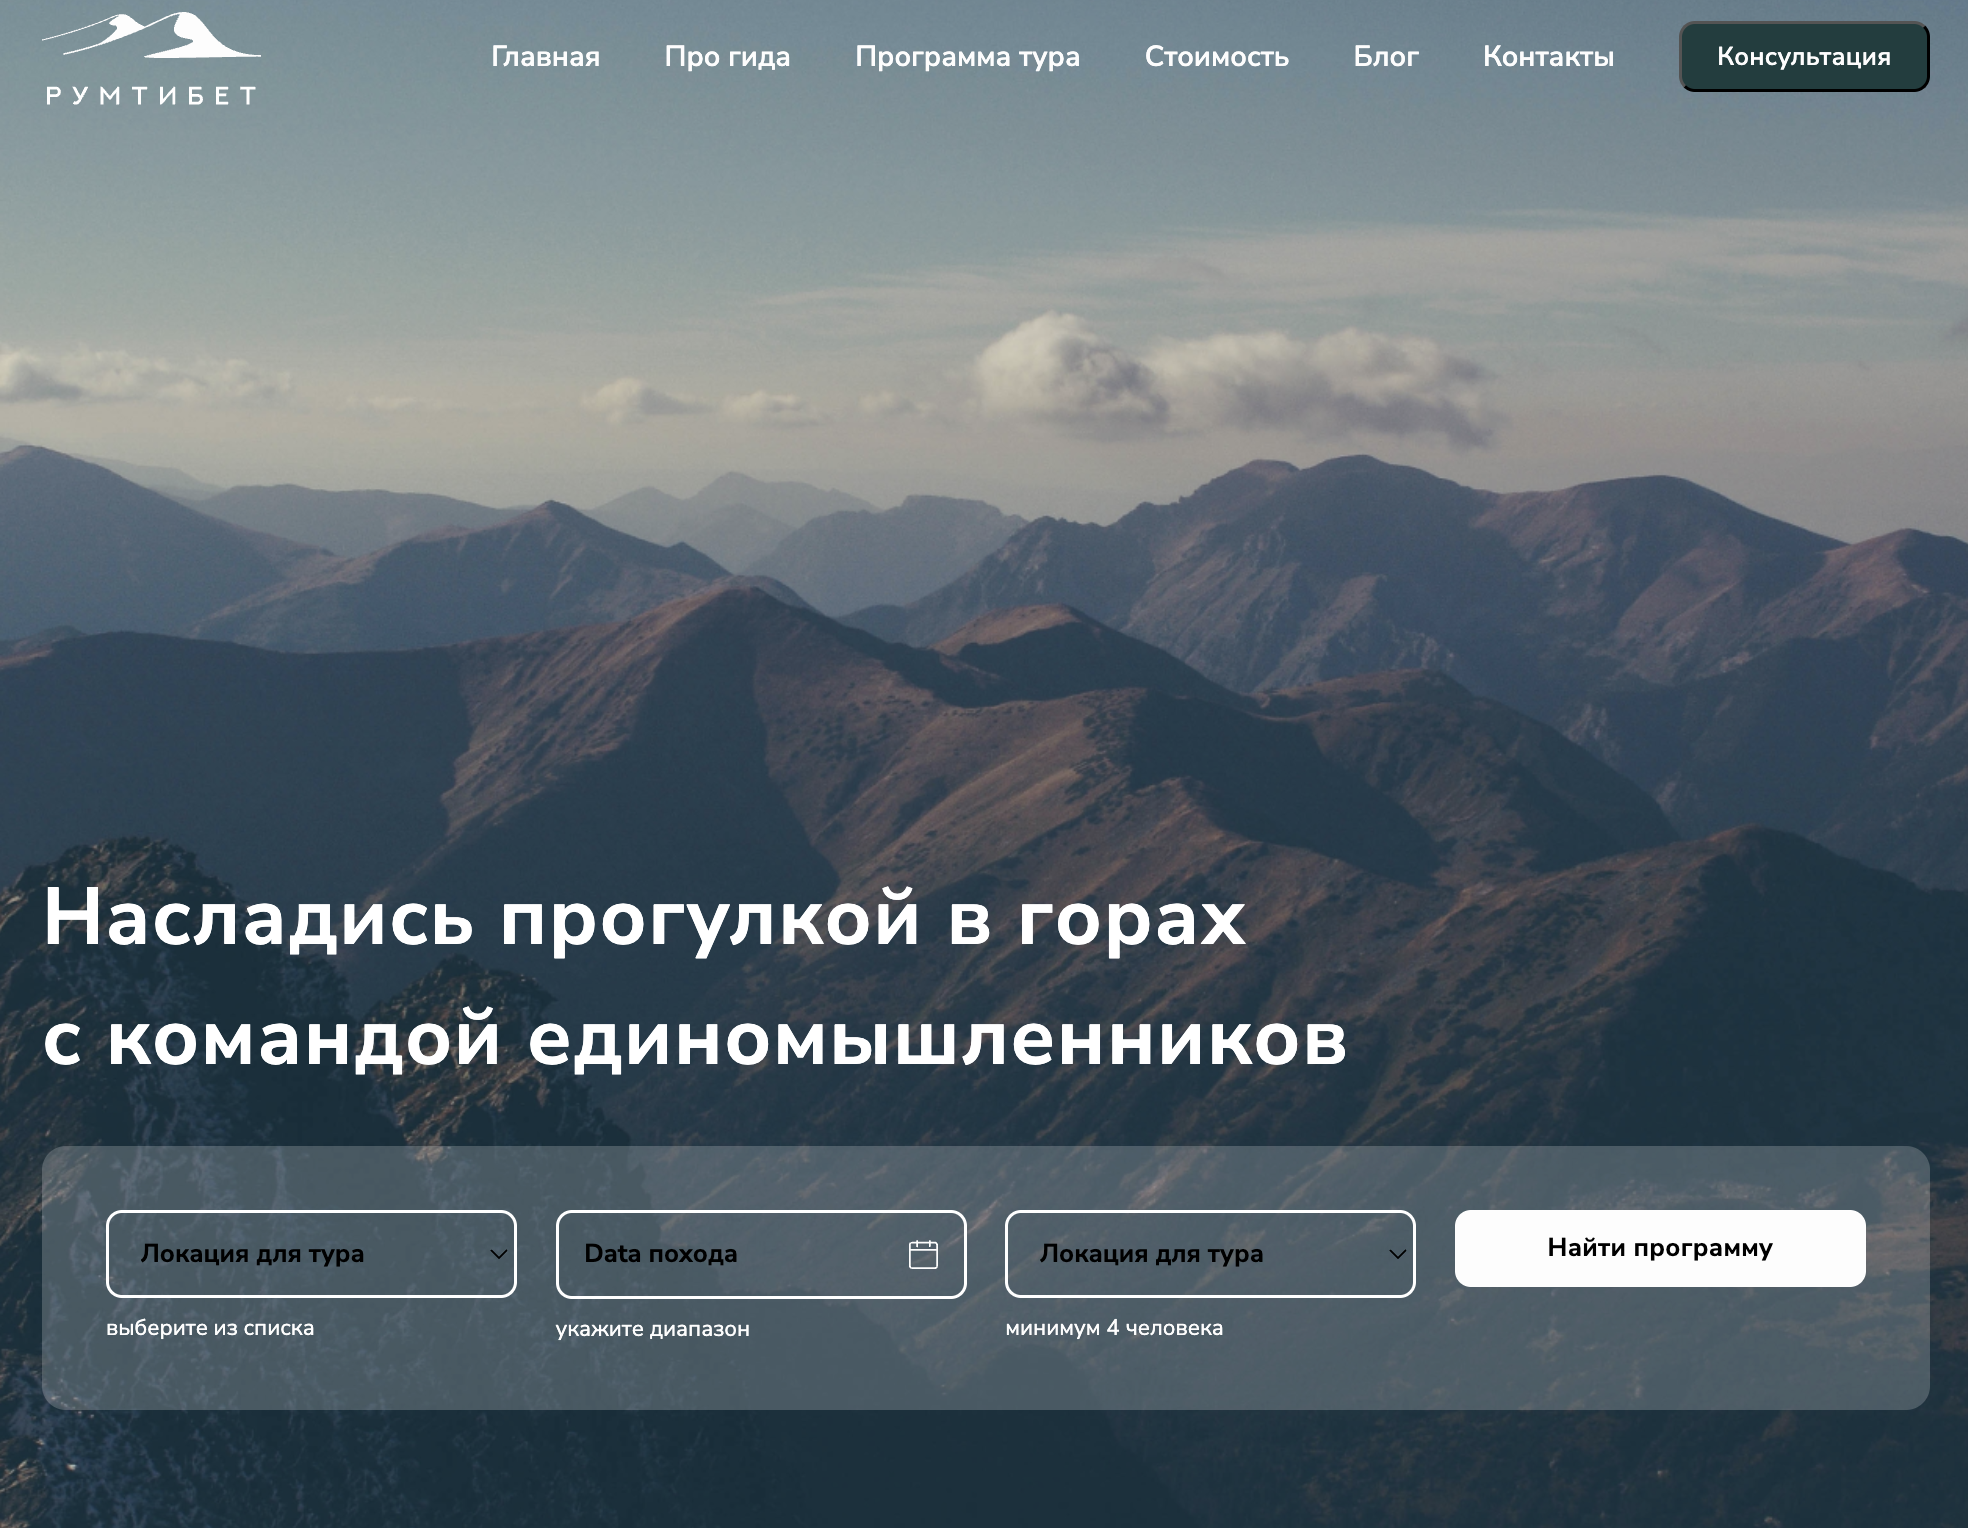 РУМТИБЕТ
Главная Про гида Программа тура Стоимость Блог Контакты Консультация
Насладись прогулкой в горах
с командой единомышленников
Локация для тура Data похода Локация для тура Найти программу
выберите из списка укажите диапазон минимум 4 человека